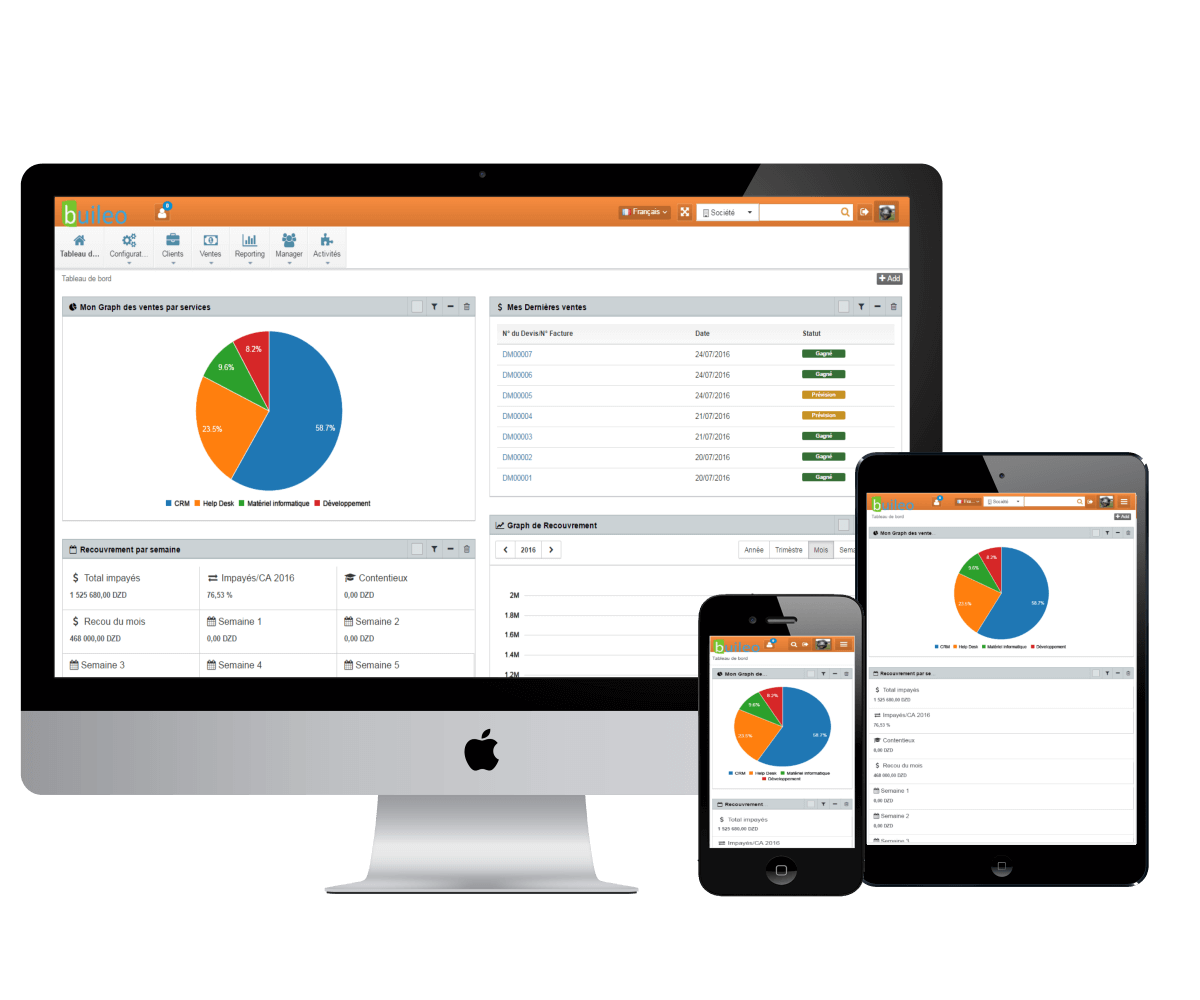 buileo
0
Français
Société
Tableau d...
Configurat...
Clients
Ventes
Reporting
Manager
Activités
Tableau de bord
Add
Mon Graph des ventes par services
8.2%
9.6%
23.5%
58.7%
CRM Help Desk Matériel informatique Développement
$ Mes Dernières ventes
N° du Devis/N° Facture Date Statut
DM00007 24/07/2016 Gagné
DM00006 24/07/2016 Gagné
DM00005 24/07/2016 Prévision
DM00004 21/07/2016 Prévision
DM00003 21/07/2016 Gagné
DM00002 20/07/2016 Gagné
DM00001 20/07/2016 Gagné
Recouvrement par semaine
$ Total impayés
1 525 680,00 DZD
Impayés/CA 2016
76,53 %
Contentieux
0,00 DZD
$ Recou du mois
468 000,00 DZD
Semaine 1
0,00 DZD
Semaine 2
0,00 DZD
Semaine 3
Semaine 4
Semaine 5
Graph de Recouvrement
2016
Année Trimèstre Mois Sema
2M
1.8M
1.6M
1.4M
1.2M
buileo
Tableau de bord
Mon Graph de...
8.2%
9.6%
23.5%
58.7%
CRM Help Desk Matériel informatique
Développement
Recouvrement
$ Total impayés
1 525 680,00 DZD
Impayés/CA 2016
buileo
Fra...
Société
Tableau de bord
Add
Mon Graph des vente...
8.2%
9.6%
23.5%
58.7%
CRM Help Desk Matériel informatique Développement
Recouvrement par se...
$ Total impayés
1 525 680,00 DZD
Impayés/CA 2016
76,53 %
Contentieux
0,00 DZD
$ Recou du mois
468 000,00 DZD
Semaine 1
0,00 DZD
Semaine 2
0,00 DZD
Semaine 3